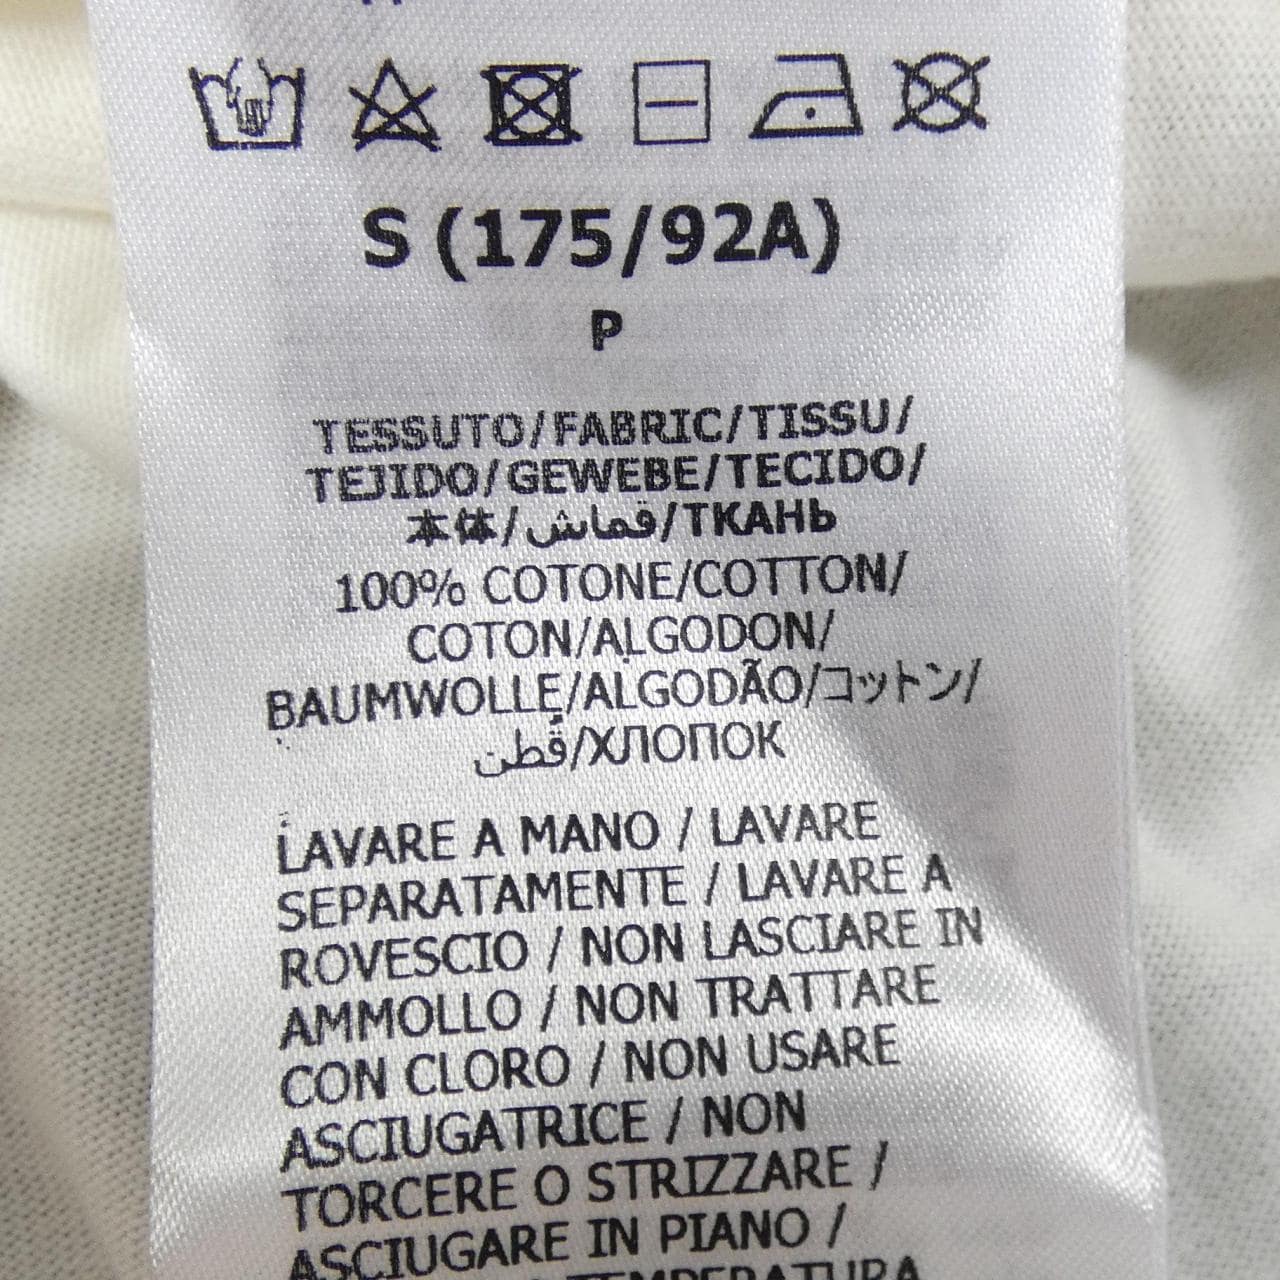 S (175/92A)
P
TESSUTO/FABRIC/TISSU/
TEJIDO/GEWEBE/TECIDO/
本体/قماش/ТКАНЬ
100% COTONE/COTTON/
COTON/ALGODON/
BAUMWOLLE/ALGODÃO/コットン/
قطن/ХЛОПОК
LAVARE A MANO / LAVARE
SEPARATAMENTE / LAVARE A
ROVESCIO / NON LASCIARE IN
AMMOLLO / NON TRATTARE
CON CLORO / NON USARE
ASCIUGATRICE / NON
TORCERE O STRIZZARE /
ASCIUGARE IN PIANO /
TEMPERATURA